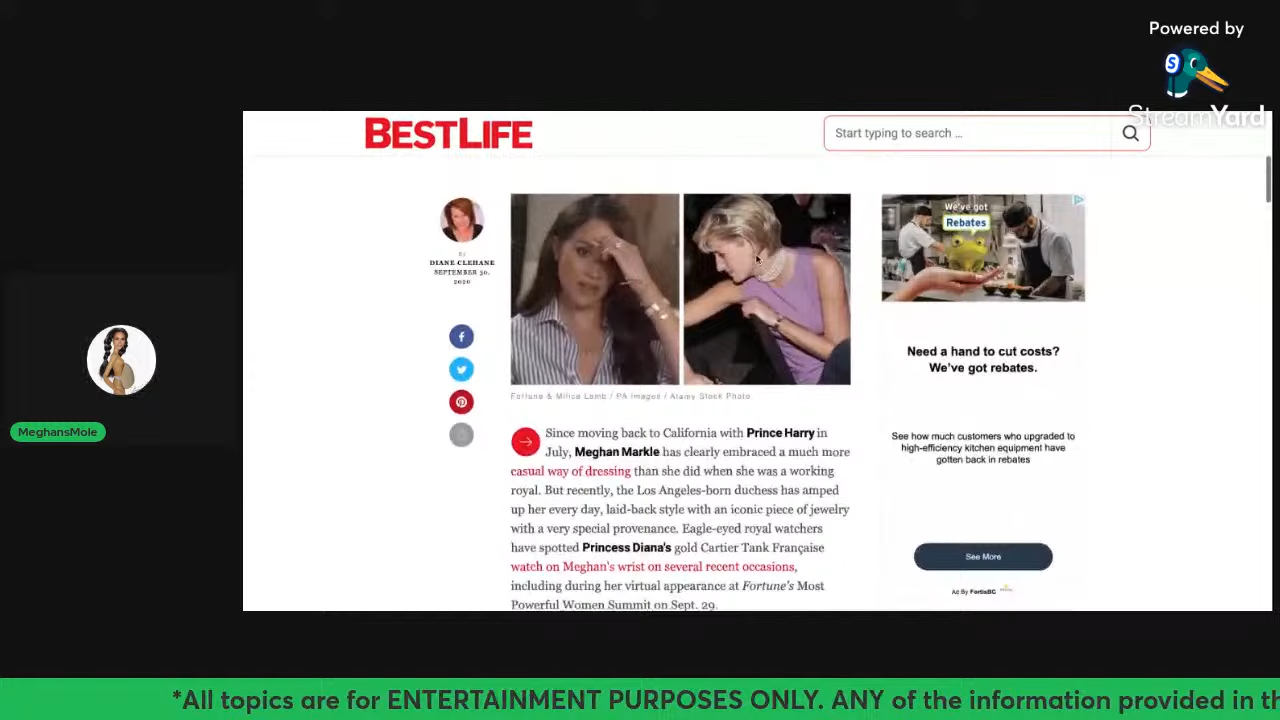 Powered by
S
StreamYard
BESTLIFE
Start typing to search ...
By
DIANE CLEHANE
SEPTEMBER 30,
2020
We've got
Rebates
Fortune & Milica Lamb / PA Images / Alamy Stock Photo
Since moving back to California with Prince Harry in
July, Meghan Markle has clearly embraced a much more
casual way of dressing than she did when she was a working
royal. But recently, the Los Angeles-born duchess has amped
up her every day, laid-back style with an iconic piece of jewelry
with a very special provenance. Eagle-eyed royal watchers
have spotted Princess Diana's gold Cartier Tank Française
watch on Meghan's wrist on several recent occasions,
including during her virtual appearance at Fortune's Most
Powerful Women Summit on Sept. 29.
Need a hand to cut costs?
We've got rebates.
See how much customers who upgraded to
high-efficiency kitchen equipment have
gotten back in rebates
See More
Ad By FortisBC
MeghansMole
*All topics are for ENTERTAINMENT PURPOSES ONLY. ANY of the information provided in th